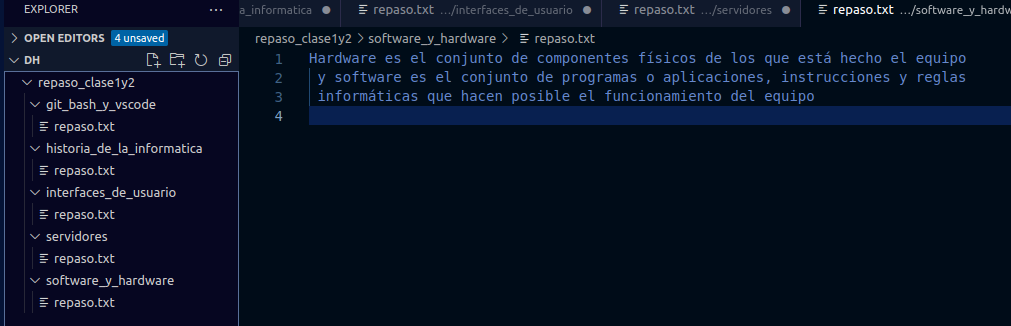 EXPLORER
OPEN EDITORS 4 unsaved
DH
repaso_clase1y2
git_bash_y_vscode
repaso.txt
historia_de_la_informatica
repaso.txt
interfaces_de_usuario
repaso.txt
servidores
repaso.txt
software_y_hardware
repaso.txt
a_informatica repaso.txt .../interfaces_de_usuario repaso.txt .../servidores repaso.txt .../software_y_hardw
repaso_clase1y2 > software_y_hardware > repaso.txt
1 Hardware es el conjunto de componentes físicos de los que está hecho el equipo
2 y software es el conjunto de programas o aplicaciones, instrucciones y reglas
3 informáticas que hacen posible el funcionamiento del equipo
4